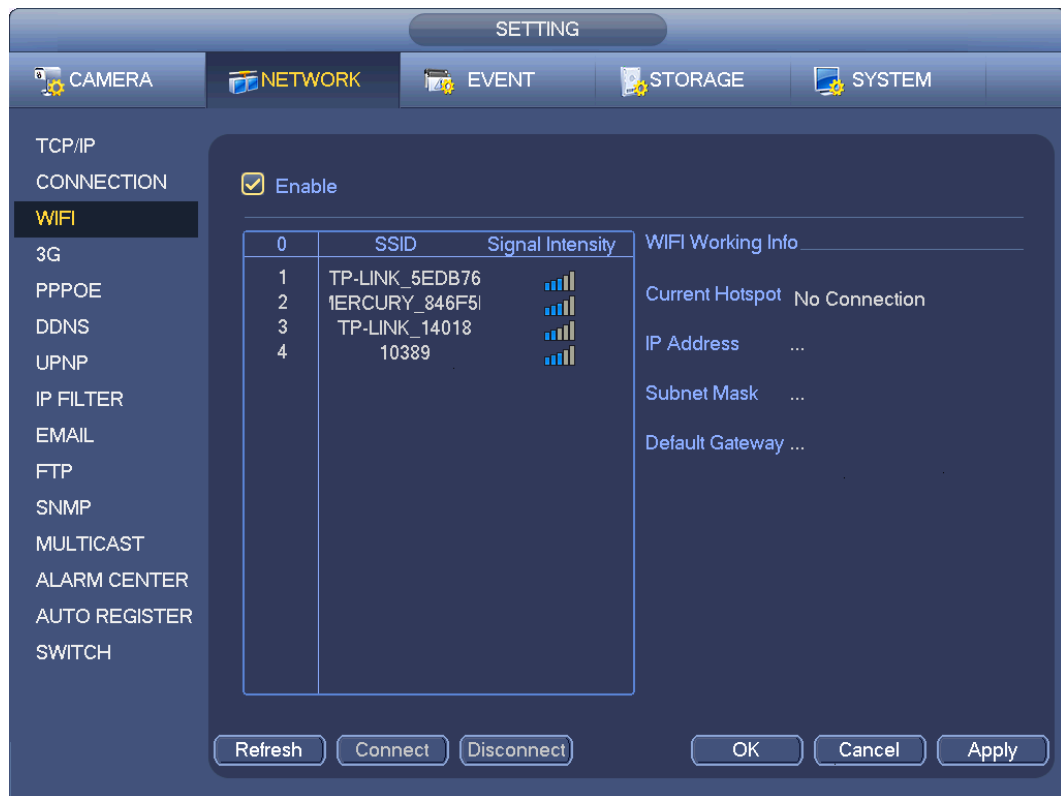 SETTING
CAMERA NETWORK EVENT STORAGE SYSTEM
TCP/IP
CONNECTION
WIFI
3G
PPPOE
DDNS
UPNP
IP FILTER
EMAIL
FTP
SNMP
MULTICAST
ALARM CENTER
AUTO REGISTER
SWITCH
Enable
0 SSID Signal Intensity
1 TP-LINK_5EDB76
2 MERCURY_846F5
3 TP-LINK_14018
4 10389
WIFI Working Info
Current Hotspot No Connection
IP Address ...
Subnet Mask ...
Default Gateway ...
Refresh Connect Disconnect OK Cancel Apply